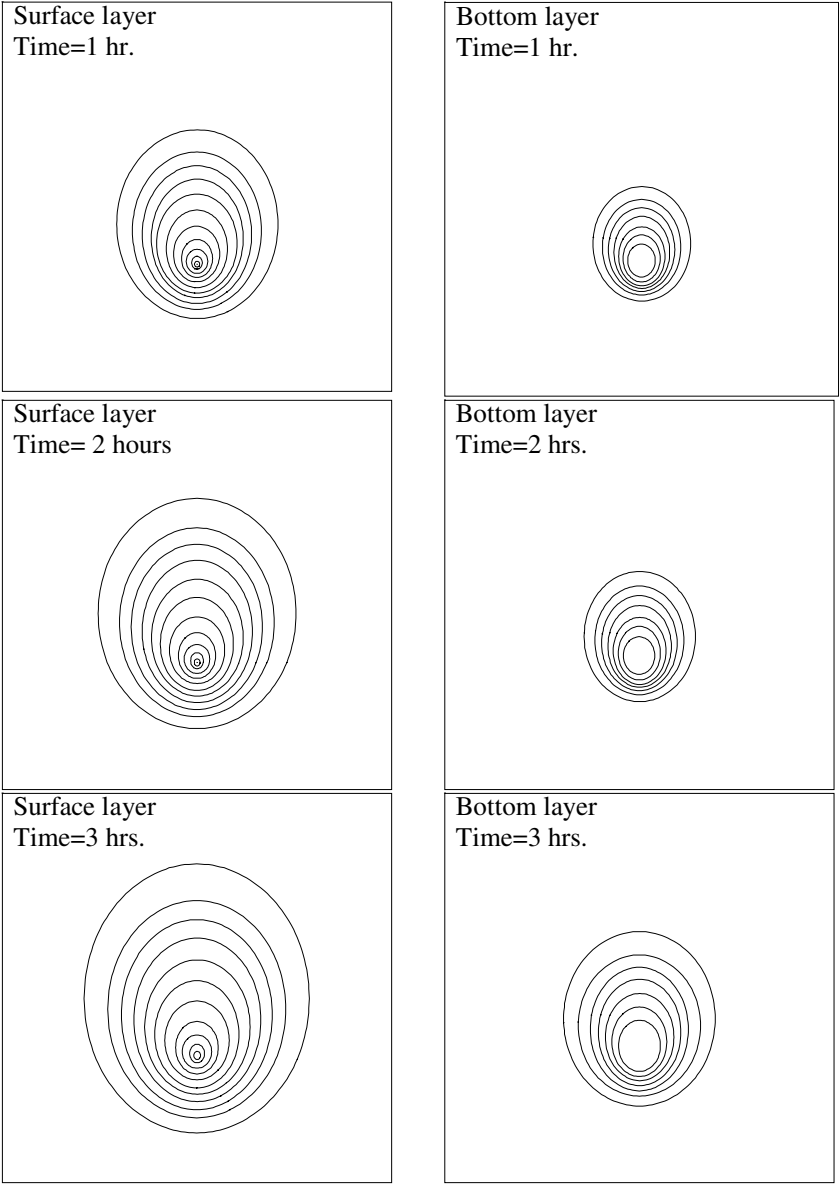 Surface layer
Time=1 hr.
Bottom layer
Time=1 hr.
Surface layer
Time= 2 hours
Bottom layer
Time=2 hrs.
Surface layer
Time=3 hrs.
Bottom layer
Time=3 hrs.